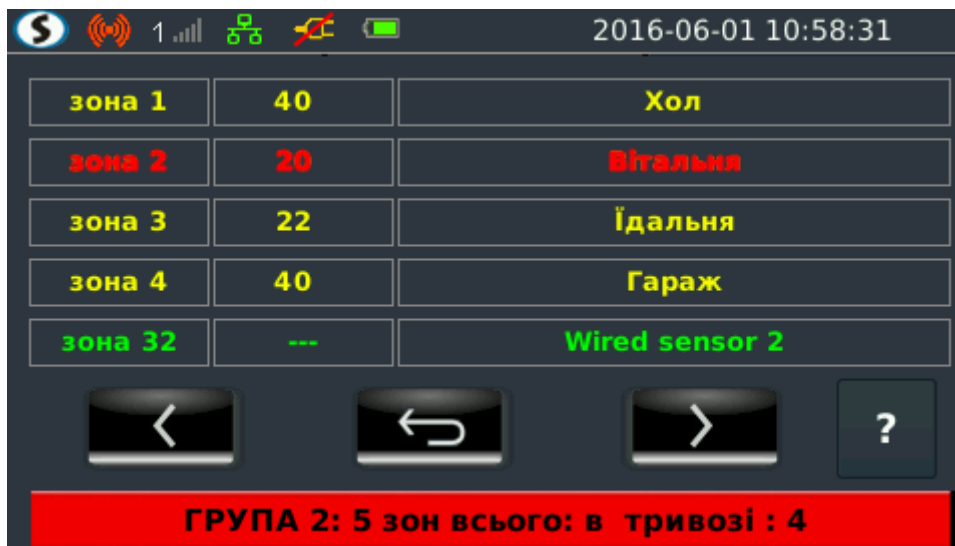 S 1 2016-06-01 10:58:31
зона 1 40 Хол
зона 2 20 Вітальня
зона 3 22 Їдальня
зона 4 40 Гараж
зона 32 --- Wired sensor 2
?
ГРУПА 2: 5 зон всього: в тривозі : 4